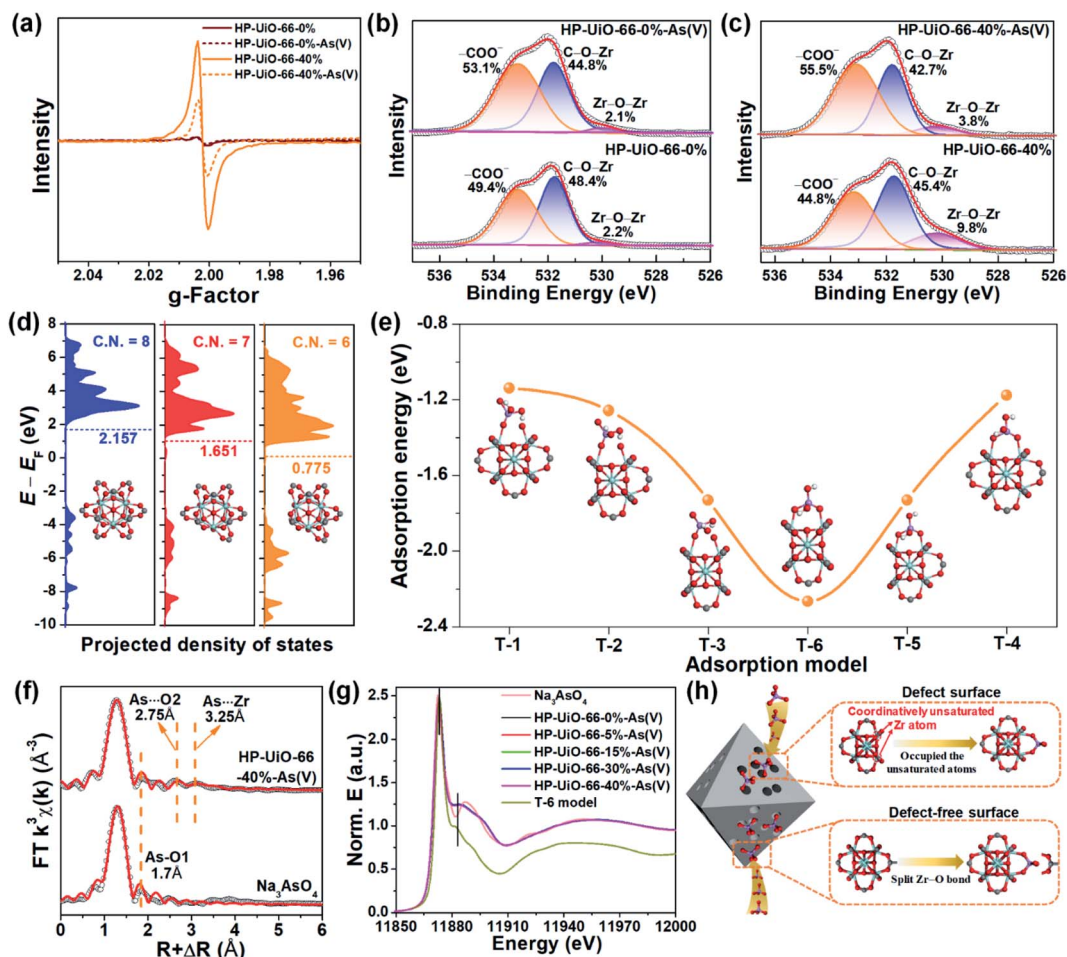 (a)
HP-UiO-66-0%
HP-UiO-66-0%-As(V)
HP-UiO-66-40%
HP-UiO-66-40%-As(V)
Intensity
2.04 2.02 2.00 1.98 1.96
g-Factor
(b)
HP-UiO-66-0%-As(V)
–COO⁻
53.1%
C–O–Zr
44.8%
Zr–O–Zr
2.1%
HP-UiO-66-0%
–COO⁻
49.4%
C–O–Zr
48.4%
Zr–O–Zr
2.2%
Intensity
536 534 532 530 528 526
Binding Energy (eV)
(c)
HP-UiO-66-40%-As(V)
–COO⁻
55.5%
C–O–Zr
42.7%
Zr–O–Zr
3.8%
HP-UiO-66-40%
–COO⁻
44.8%
C–O–Zr
45.4%
Zr–O–Zr
9.8%
Intensity
536 534 532 530 528 526
Binding Energy (eV)
(d)
E – E_F (eV)
8
6
4
2
0
-2
-4
-6
-8
-10
C.N. = 8
2.157
C.N. = 7
1.651
C.N. = 6
0.775
Projected density of states
(e)
Adsorption energy (eV)
-0.8
-1.2
-1.6
-2.0
-2.4
T-1 T-2 T-3 T-6 T-5 T-4
Adsorption model
(f)
FT k³χ(k) (Å⁻³)
As···O2
2.75Å
As···Zr
3.25Å
HP-UiO-66
-40%-As(V)
As-O1
1.7Å
Na₃AsO₄
0 1 2 3 4 5 6
R+ΔR (Å)
(g)
Norm. E (a.u.)
2.5
2.0
1.5
1.0
0.5
0.0
Na₃AsO₄
HP-UiO-66-0%-As(V)
HP-UiO-66-5%-As(V)
HP-UiO-66-15%-As(V)
HP-UiO-66-30%-As(V)
HP-UiO-66-40%-As(V)
T-6 model
11850 11880 11910 11940 11970 12000
Energy (eV)
(h)
Defect surface
Coordinatively unsaturated
Zr atom
Occupied the
unsaturated atoms
Defect-free surface
Split Zr–O bond